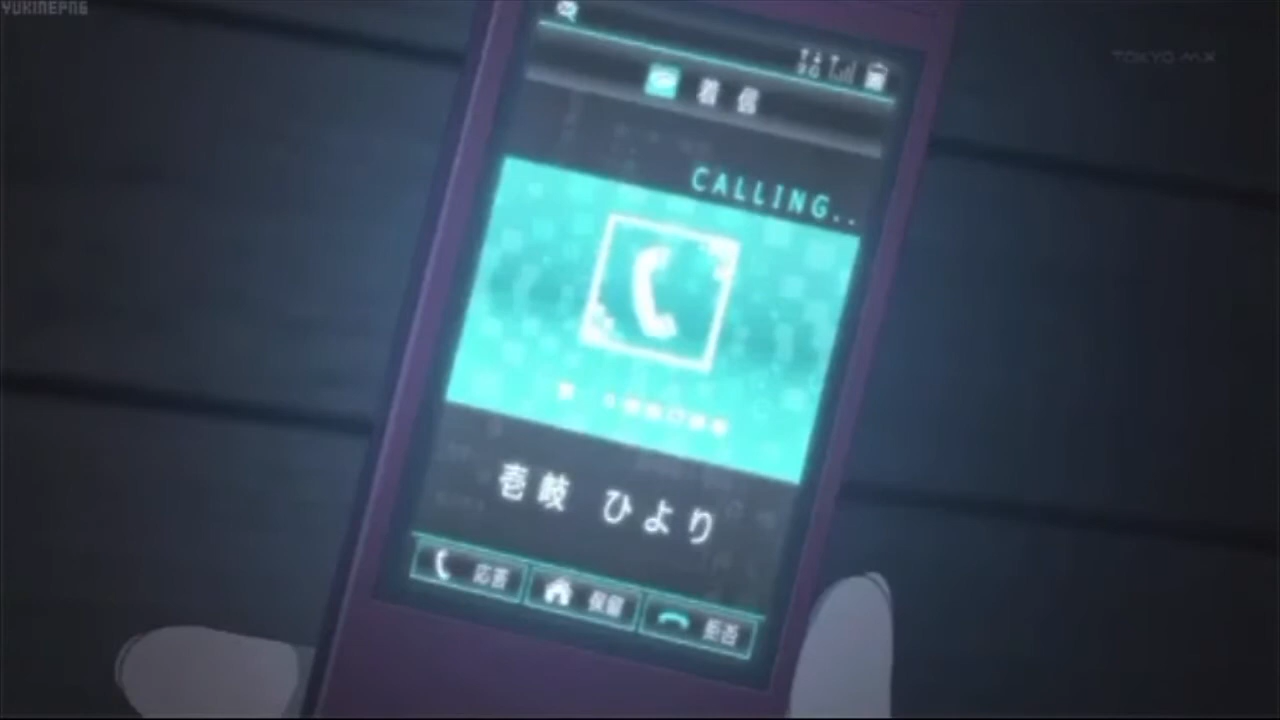 YUKINEPNG
TOKYO MX
着信
CALLING..
壱岐 ひより
応答 保留 拒否